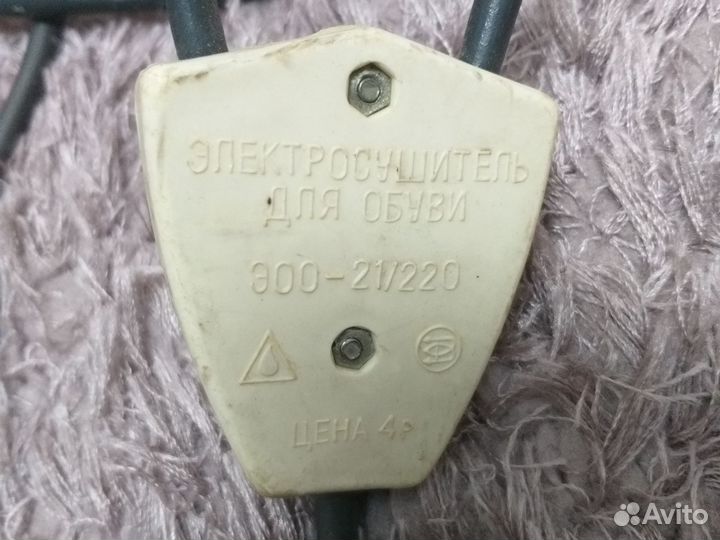 ЭЛЕКТРОСУШИТЕЛЬ
ДЛЯ ОБУВИ
ЭОО-21/220
ЦЕНА 4р
Avito